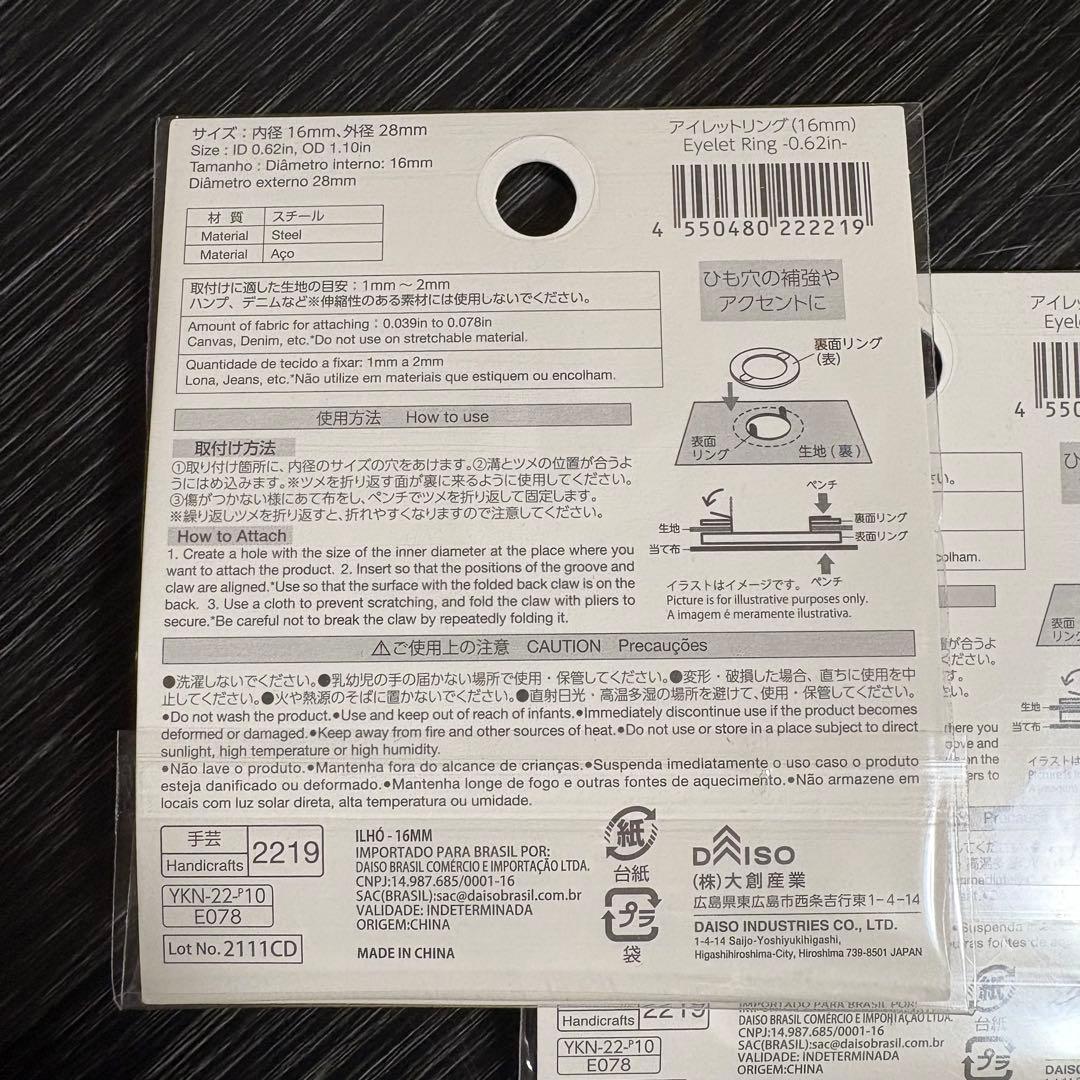 サイズ：内径 16mm、外径 28mm
Size : ID 0.62in, OD 1.10in
Tamanho : Diâmetro interno: 16mm
Diâmetro externo 28mm
材 質 スチール
Material Steel
Material Aço
アイレットリング(16mm)
Eyelet Ring -0.62in-
4 550480 222219
取付けに適した生地の目安：1mm ～ 2mm
ハンプ、デニムなど※伸縮性のある素材には使用しないでください。
Amount of fabric for attaching : 0.039in to 0.078in
Canvas, Denim, etc.*Do not use on stretchable material.
Quantidade de tecido a fixar: 1mm a 2mm
Lona, Jeans, etc.*Não utilize em materiais que estiquem ou encolham.
ひも穴の補強や
アクセントに
裏面リング
(表)
表面
リング
生地(裏)
使用方法 How to use
取付け方法
①取り付け箇所に、内径のサイズの穴をあけます。②溝とツメの位置が合うよ
うにはめ込みます。※ツメを折り返す面が裏に来るように使用してください。
③傷がつかない様にあて布をし、ペンチでツメを折り返して固定します。
※繰り返しツメを折り返すと、折れやすくなりますので注意してください。
How to Attach
1. Create a hole with the size of the inner diameter at the place where you
want to attach the product. 2. Insert so that the positions of the groove and
claw are aligned.*Use so that the surface with the folded back claw is on the
back. 3. Use a cloth to prevent scratching, and fold the claw with pliers to
secure.*Be careful not to break the claw by repeatedly folding it.
ペンチ
生地
裏面リング
表面リング
当て布
ペンチ
イラストはイメージです。
Picture is for illustrative purposes only.
A imagem é meramente ilustrativa.
⚠ご使用上の注意 CAUTION Precauções
●洗濯しないでください。●乳幼児の手の届かない場所で使用・保管してください。●変形・破損した場合、直ちに使用を中
止してください。●火や熱源のそばに置かないでください。●直射日光・高温多湿の場所を避けて、使用・保管してください。
●Do not wash the product.●Use and keep out of reach of infants.●Immediately discontinue use if the product becomes
deformed or damaged.●Keep away from fire and other sources of heat.●Do not use or store in a place subject to direct
sunlight, high temperature or high humidity.
●Não lave o produto.●Mantenha fora do alcance de crianças.●Suspenda imediatamente o uso caso o produto
esteja danificado ou deformado.●Mantenha longe de fogo e outras fontes de aquecimento.●Não armazene em
locais com luz solar direta, alta temperatura ou umidade.
手芸
Handicrafts
2219
YKN-22-P10
E078
Lot No. 2111CD
ILHÓ - 16MM
IMPORTADO PARA BRASIL POR:
DAISO BRASIL COMÉRCIO E IMPORTAÇÃO LTDA.
CNPJ:14.987.685/0001-16
SAC(BRASIL):sac@daisobrasil.com.br
VALIDADE: INDETERMINADA
ORIGEM:CHINA
MADE IN CHINA
紙
台紙
プラ
袋
DAISO
(株)大創産業
広島県東広島市西条吉行東1-4-14
DAISO INDUSTRIES CO., LTD.
1-4-14 Saijo-Yoshiyukihigashi,
Higashihiroshima-City, Hiroshima 739-8501 JAPAN
アイレ
Eyel
4 550
ひ
い。
colham.
表面
リング
が合うよ
ください。
す。
い。
生地
当て布
here you
ove and
on the
ers to
Handicrafts
2219
YKN-22-P10
E078
IMPORTADO PARA BRASIL POR:
DAISO BRASIL COMÉRCIO E IMPORTAÇÃO LTDA.
CNPJ:14.987.685/0001-16
SAC(BRASIL):sac@daisobrasil.com.br
VALIDADE: INDETERMINADA
ORIGEM:CHINA
紙
台紙
プラ